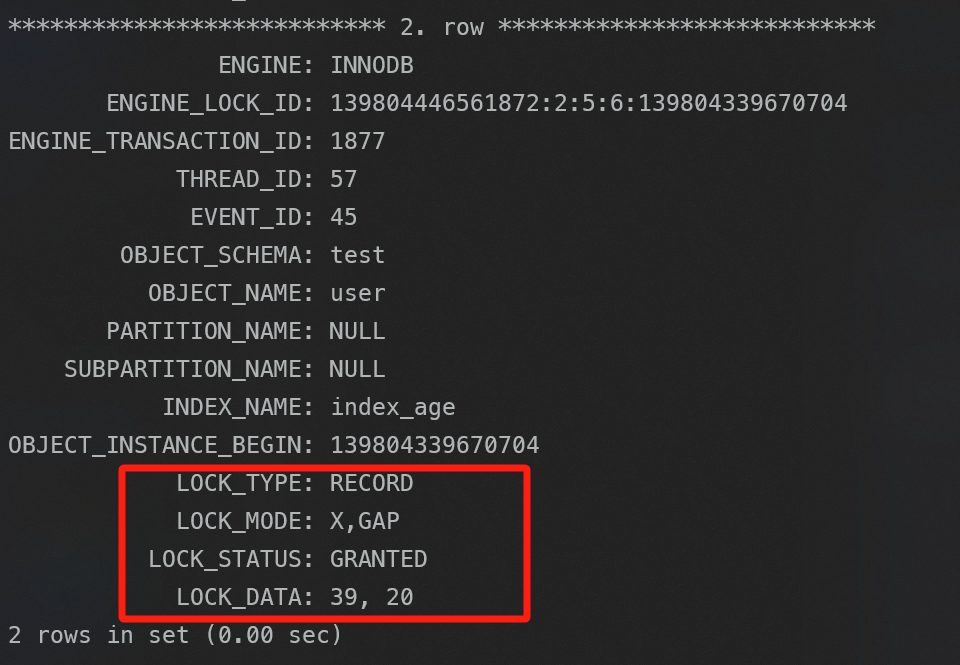 *************************** 2. row ***************************
ENGINE: INNODB
ENGINE_LOCK_ID: 139804446561872:2:5:6:139804339670704
ENGINE_TRANSACTION_ID: 1877
THREAD_ID: 57
EVENT_ID: 45
OBJECT_SCHEMA: test
OBJECT_NAME: user
PARTITION_NAME: NULL
SUBPARTITION_NAME: NULL
INDEX_NAME: index_age
OBJECT_INSTANCE_BEGIN: 139804339670704
LOCK_TYPE: RECORD
LOCK_MODE: X,GAP
LOCK_STATUS: GRANTED
LOCK_DATA: 39, 20
2 rows in set (0.00 sec)